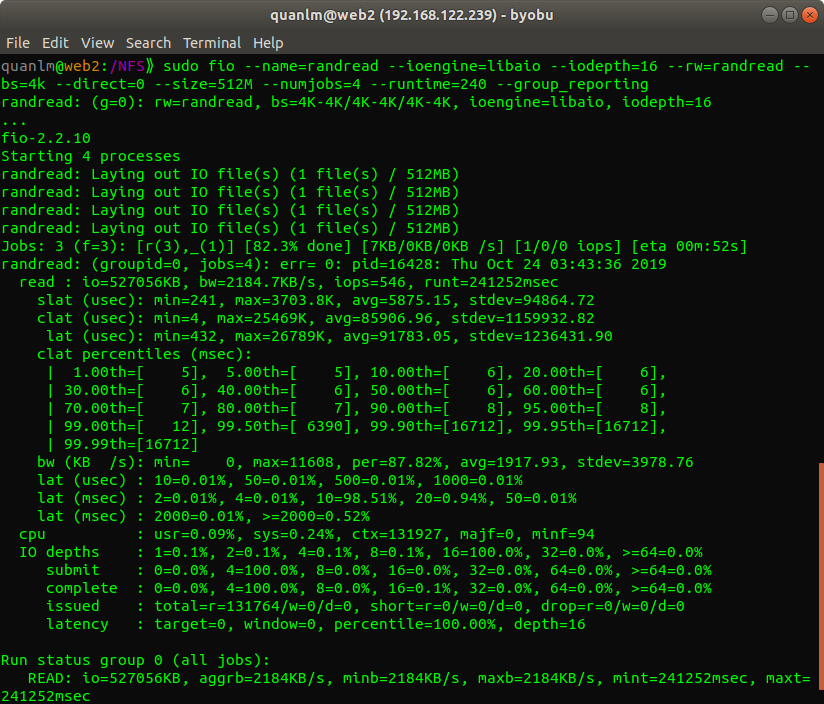 quanlm@web2 (192.168.122.239) - byobu
File Edit View Search Terminal Help
quanlm@web2:/NFS⟫ sudo fio --name=randread --ioengine=libaio --iodepth=16 --rw=randread --
bs=4k --direct=0 --size=512M --numjobs=4 --runtime=240 --group_reporting
randread: (g=0): rw=randread, bs=4K-4K/4K-4K/4K-4K, ioengine=libaio, iodepth=16
...
fio-2.2.10
Starting 4 processes
randread: Laying out IO file(s) (1 file(s) / 512MB)
randread: Laying out IO file(s) (1 file(s) / 512MB)
randread: Laying out IO file(s) (1 file(s) / 512MB)
randread: Laying out IO file(s) (1 file(s) / 512MB)
Jobs: 3 (f=3): [r(3),_(1)] [82.3% done] [7KB/0KB/0KB /s] [1/0/0 iops] [eta 00m:52s]
randread: (groupid=0, jobs=4): err= 0: pid=16428: Thu Oct 24 03:43:36 2019
  read : io=527056KB, bw=2184.7KB/s, iops=546, runt=241252msec
    slat (usec): min=241, max=3703.8K, avg=5875.15, stdev=94864.72
    clat (usec): min=4, max=25469K, avg=85906.96, stdev=1159932.82
     lat (usec): min=432, max=26789K, avg=91783.05, stdev=1236431.90
    clat percentiles (msec):
     |  1.00th=[    5],  5.00th=[    5], 10.00th=[    6], 20.00th=[    6],
     | 30.00th=[    6], 40.00th=[    6], 50.00th=[    6], 60.00th=[    6],
     | 70.00th=[    7], 80.00th=[    7], 90.00th=[    8], 95.00th=[    8],
     | 99.00th=[   12], 99.50th=[ 6390], 99.90th=[16712], 99.95th=[16712],
     | 99.99th=[16712]
    bw (KB  /s): min=    0, max=11608, per=87.82%, avg=1917.93, stdev=3978.76
    lat (usec) : 10=0.01%, 50=0.01%, 500=0.01%, 1000=0.01%
    lat (msec) : 2=0.01%, 4=0.01%, 10=98.51%, 20=0.94%, 50=0.01%
    lat (msec) : 2000=0.01%, >=2000=0.52%
  cpu          : usr=0.09%, sys=0.24%, ctx=131927, majf=0, minf=94
  IO depths    : 1=0.1%, 2=0.1%, 4=0.1%, 8=0.1%, 16=100.0%, 32=0.0%, >=64=0.0%
     submit    : 0=0.0%, 4=100.0%, 8=0.0%, 16=0.0%, 32=0.0%, 64=0.0%, >=64=0.0%
     complete  : 0=0.0%, 4=100.0%, 8=0.0%, 16=0.1%, 32=0.0%, 64=0.0%, >=64=0.0%
     issued    : total=r=131764/w=0/d=0, short=r=0/w=0/d=0, drop=r=0/w=0/d=0
     latency   : target=0, window=0, percentile=100.00%, depth=16
Run status group 0 (all jobs):
   READ: io=527056KB, aggrb=2184KB/s, minb=2184KB/s, maxb=2184KB/s, mint=241252msec, maxt=
241252msec